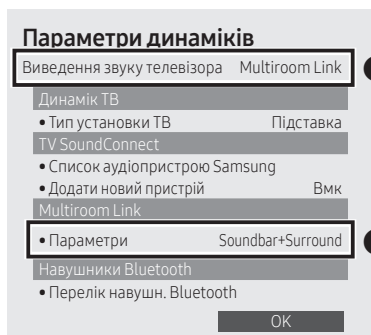 Параметри динаміків
Виведення звуку телевізора Multiroom Link
Динамік ТВ
• Тип установки ТВ Підставка
TV SoundConnect
• Список аудіопристрою Samsung
• Додати новий пристрій Вмк
Multiroom Link
• Параметри Soundbar+Surround
Навушники Bluetooth
• Перелік навушн. Bluetooth
OK